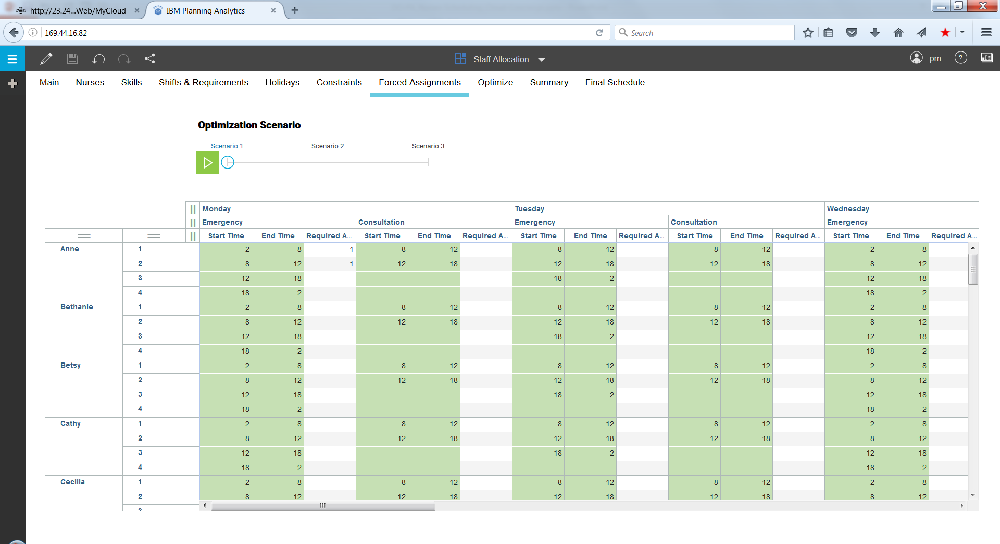 http://23.24...Web/MyCloud IBM Planning Analytics
169.44.16.82 Search
Staff Allocation pm
Main Nurses Skills Shifts & Requirements Holidays Constraints Forced Assignments Optimize Summary Final Schedule
Optimization Scenario
Scenario 1 Scenario 2 Scenario 3
Monday Tuesday Wednesday
Emergency Consultation Emergency Consultation Emergency
Start Time End Time Required A... Start Time End Time Required A... Start Time End Time Required A... Start Time End Time Required A... Start Time End Time Required A...
Anne 1 2 8 1 8 12 8 12 8 12 2 8
2 8 12 1 12 18 12 18 12 18 8 12
3 12 18 18 2 12 18
4 18 2 18 2
Bethanie 1 2 8 8 12 8 12 8 12 2 8
2 8 12 12 18 12 18 12 18 8 12
3 12 18 18 2 12 18
4 18 2 18 2
Betsy 1 2 8 8 12 8 12 8 12 2 8
2 8 12 12 18 12 18 12 18 8 12
3 12 18 18 2 12 18
4 18 2 18 2
Cathy 1 2 8 8 12 8 12 8 12 2 8
2 8 12 12 18 12 18 12 18 8 12
3 12 18 18 2 12 18
4 18 2 18 2
Cecilia 1 2 8 8 12 8 12 8 12 2 8
2 8 12 12 18 12 18 12 18 8 12
3